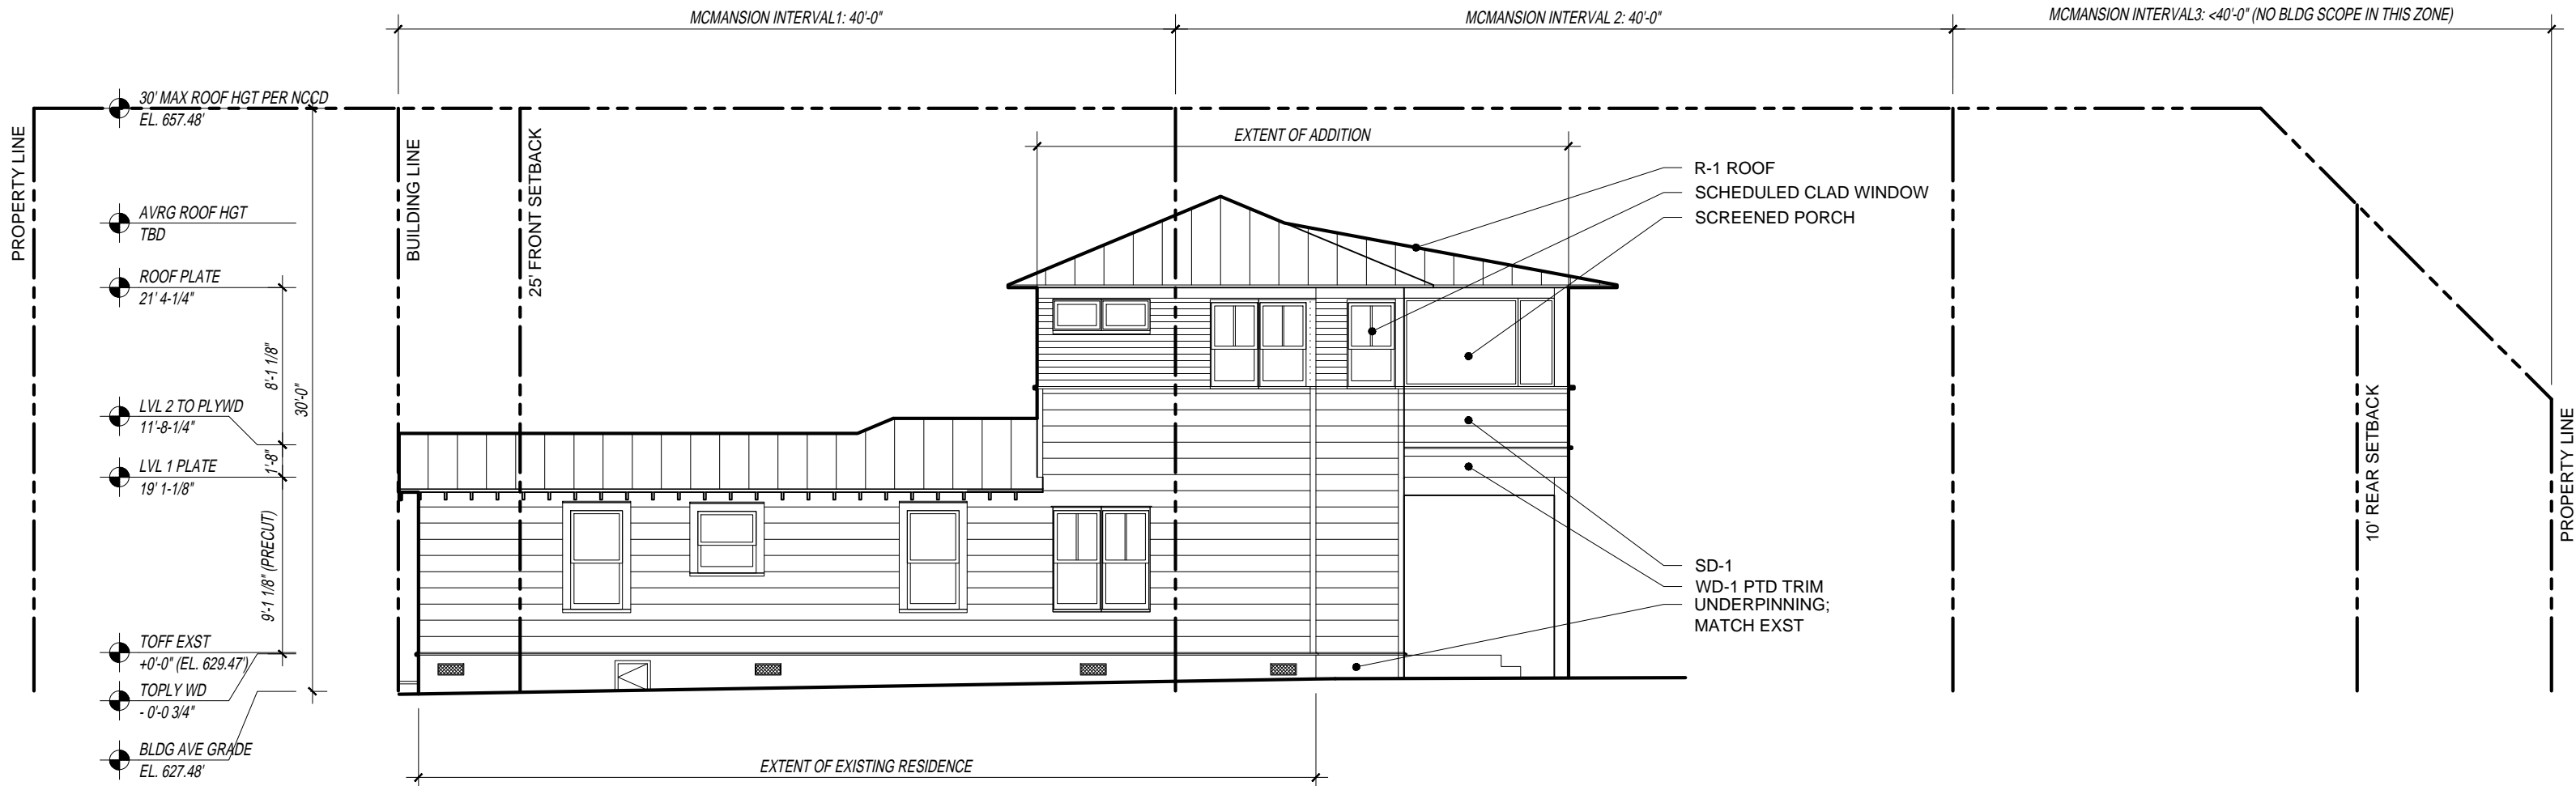 MCMANSION INTERVAL1: 40'-0"
MCMANSION INTERVAL 2: 40'-0"
MCMANSION INTERVAL3: <40'-0" (NO BLDG SCOPE IN THIS ZONE)
30' MAX ROOF HGT PER NCCD
EL. 657.48'
PROPERTY LINE
BUILDING LINE
25' FRONT SETBACK
EXTENT OF ADDITION
R-1 ROOF
SCHEDULED CLAD WINDOW
SCREENED PORCH
AVRG ROOF HGT
TBD
ROOF PLATE
21' 4-1/4"
8'-1 1/8"
30'-0"
LVL 2 TO PLYWD
11'-8-1/4"
1'-8"
LVL 1 PLATE
19' 1-1/8"
9'-1 1/8" (PRECUT)
TOFF EXST
+0'-0" (EL. 629.47')
TOPLY WD
- 0'-0 3/4"
BLDG AVE GRADE
EL. 627.48'
SD-1
WD-1 PTD TRIM
UNDERPINNING;
MATCH EXST
10' REAR SETBACK
PROPERTY LINE
EXTENT OF EXISTING RESIDENCE